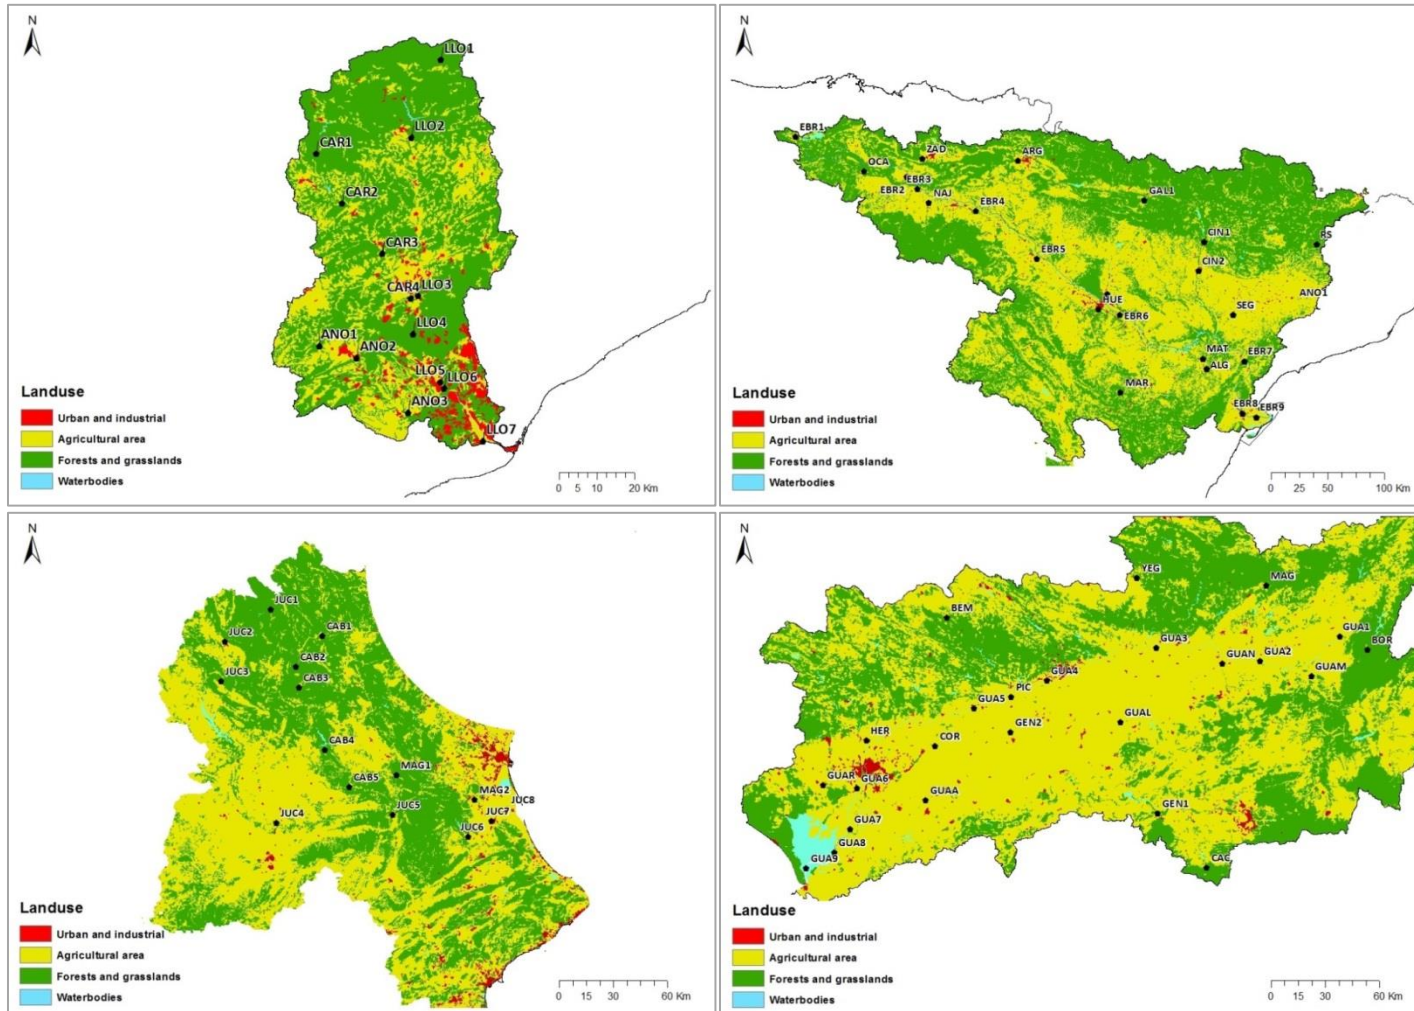 N
LLO1
LLO2
CAR1
CAR2
CAR3
CAR4
LLO3
LLO4
ANO1
ANO2
LLO5
LLO6
ANO3
LLO7
Landuse
Urban and industrial
Agricultural area
Forests and grasslands
Waterbodies
0 5 10 20 Km
N
EBR1
ZAD
ARG
OCA
EBR3
EBR2
NAJ
EBR4
GAL1
EBR5
CIN1
RS
CIN2
ANO1
HUE
EBR6
SEG
MAT
EBR7
ALG
MAR
EBR8
EBR9
Landuse
Urban and industrial
Agricultural area
Forests and grasslands
Waterbodies
0 25 50 100 Km
N
JUC1
JUC2
CAB1
CAB2
JUC3
CAB3
CAB4
MAG1
CAB5
MAG2
JUC8
JUC4
JUC5
JUC7
JUC6
Landuse
Urban and industrial
Agricultural area
Forests and grasslands
Waterbodies
0 15 30 60 Km
N
YEG
MAG
BEM
GUA1
GUA3
BOR
GUAN
GUA2
GUAM
GUA4
PIC
GUA5
GUAL
GEN2
HER
COR
GUAR
GUA6
GUAA
GEN1
GUA7
GUA8
GUA9
CAC
Landuse
Urban and industrial
Agricultural area
Forests and grasslands
Waterbodies
0 15 30 60 Km